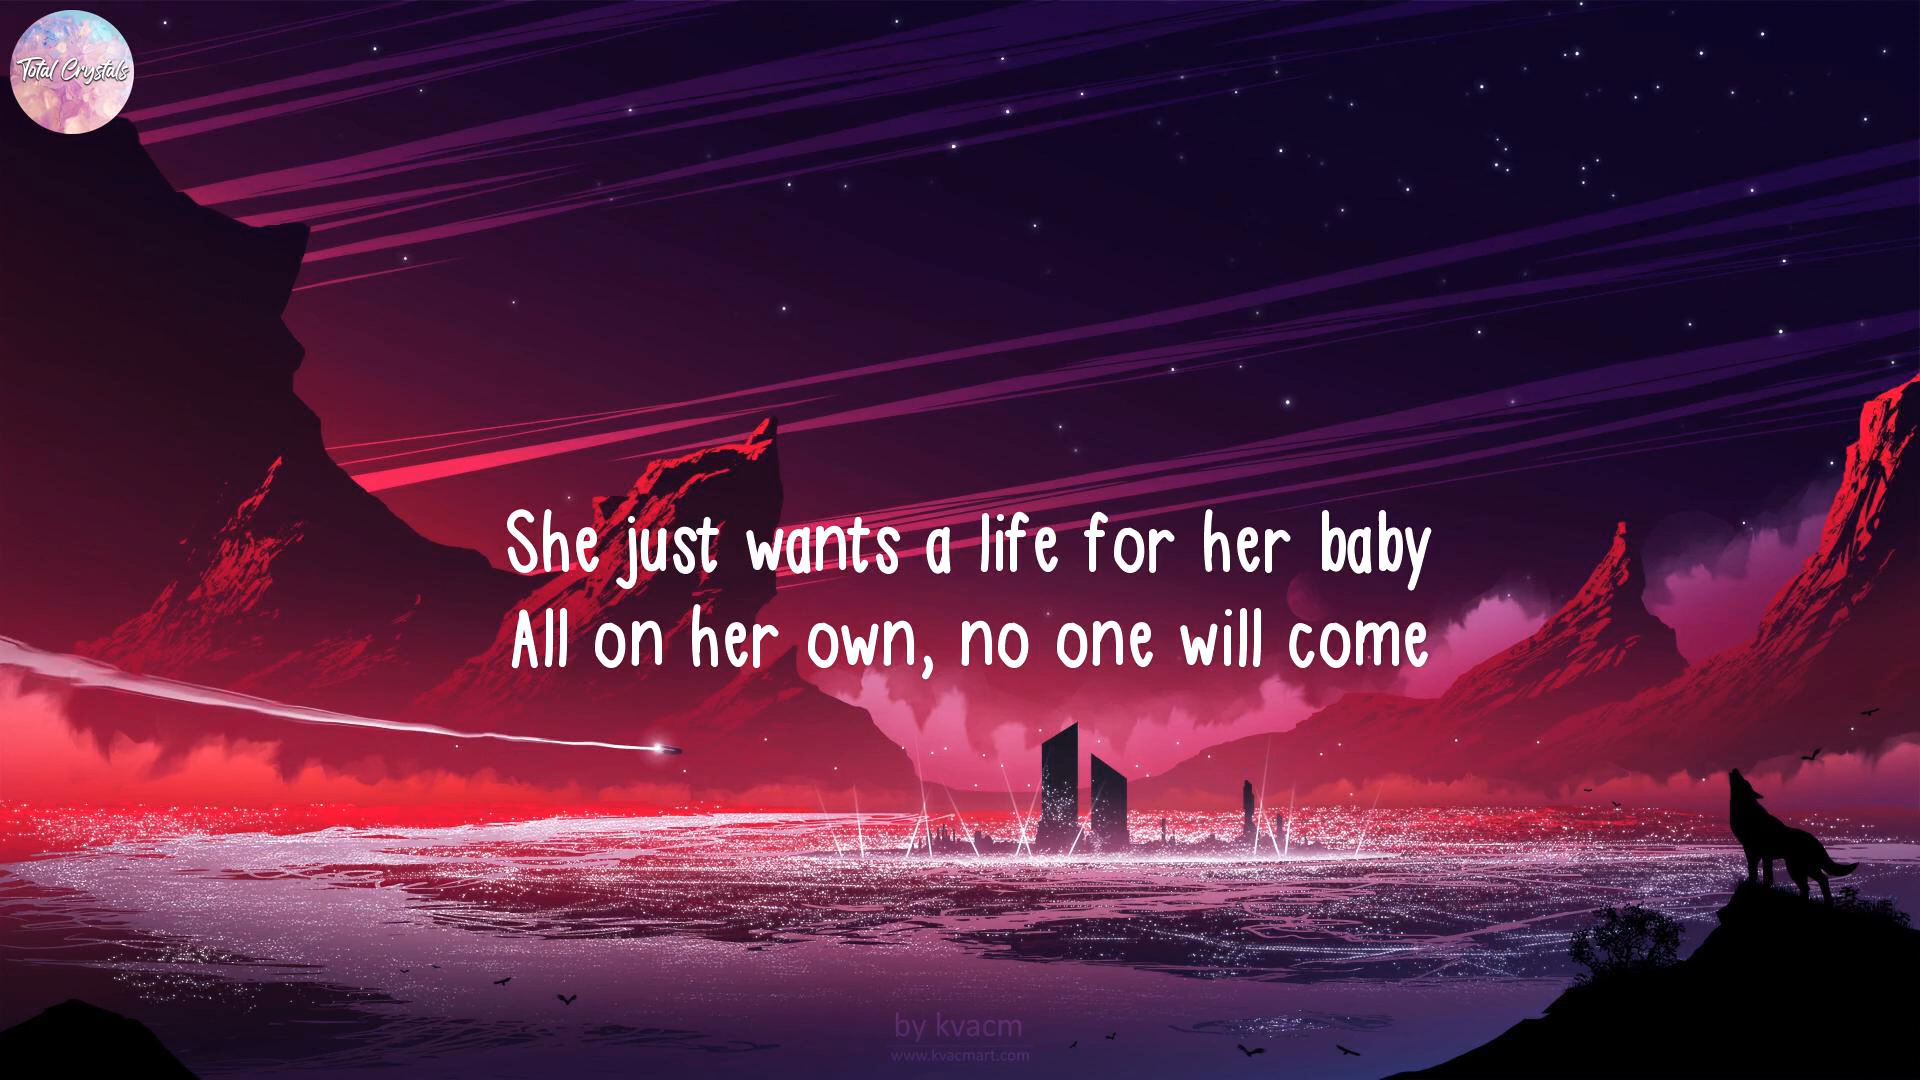 Total Crystals
She just wants a life for her baby
All on her own, no one will come
by kvacm
www.kvacmart.com